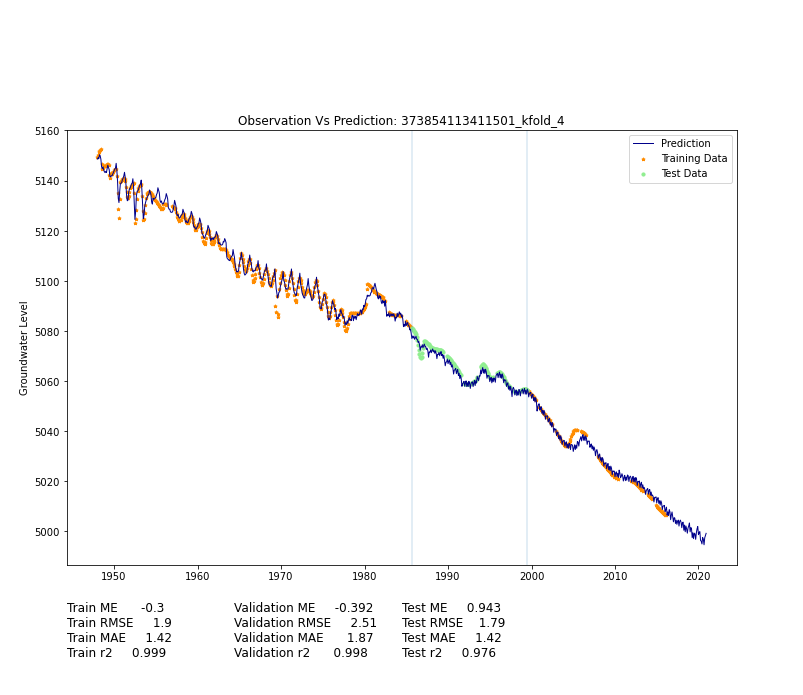 Observation Vs Prediction: 373854113411501_kfold_4
5160
5140
5120
5100
5080
5060
5040
5020
5000
Groundwater Level
Prediction
Training Data
Test Data
1950 1960 1970 1980 1990 2000 2010 2020
Train ME -0.3 Validation ME -0.392 Test ME 0.943
Train RMSE 1.9 Validation RMSE 2.51 Test RMSE 1.79
Train MAE 1.42 Validation MAE 1.87 Test MAE 1.42
Train r2 0.999 Validation r2 0.998 Test r2 0.976